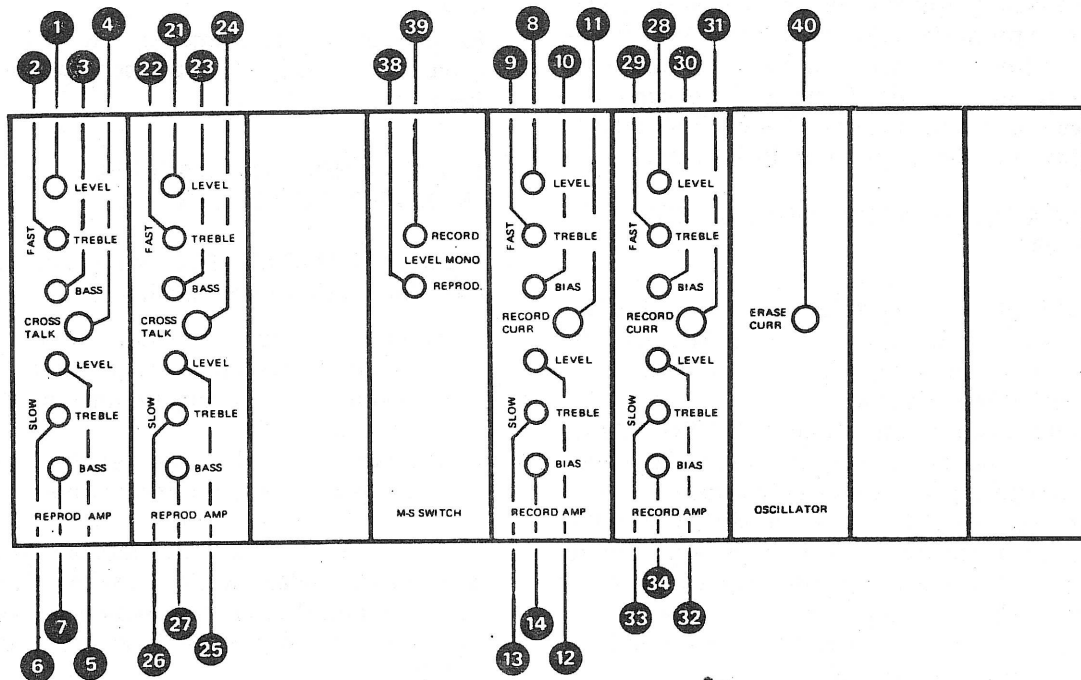 1 4 21 24 39 8 11 28 31 40
2 3 22 23 38 9 10 29 30
LEVEL
FAST
TREBLE
BASS
CROSS
TALK
LEVEL
SLOW
TREBLE
BASS
REPROD AMP
LEVEL
FAST
TREBLE
BASS
CROSS
TALK
LEVEL
SLOW
TREBLE
BASS
REPROD AMP
RECORD
LEVEL MONO
REPROD.
M-S SWITCH
LEVEL
FAST
TREBLE
BIAS
RECORD
CURR
LEVEL
SLOW
TREBLE
BIAS
RECORD AMP
LEVEL
FAST
TREBLE
BIAS
RECORD
CURR
LEVEL
SLOW
TREBLE
BIAS
RECORD AMP
ERASE
CURR
OSCILLATOR
7 27 14 34
6 5 26 25 13 12 33 32